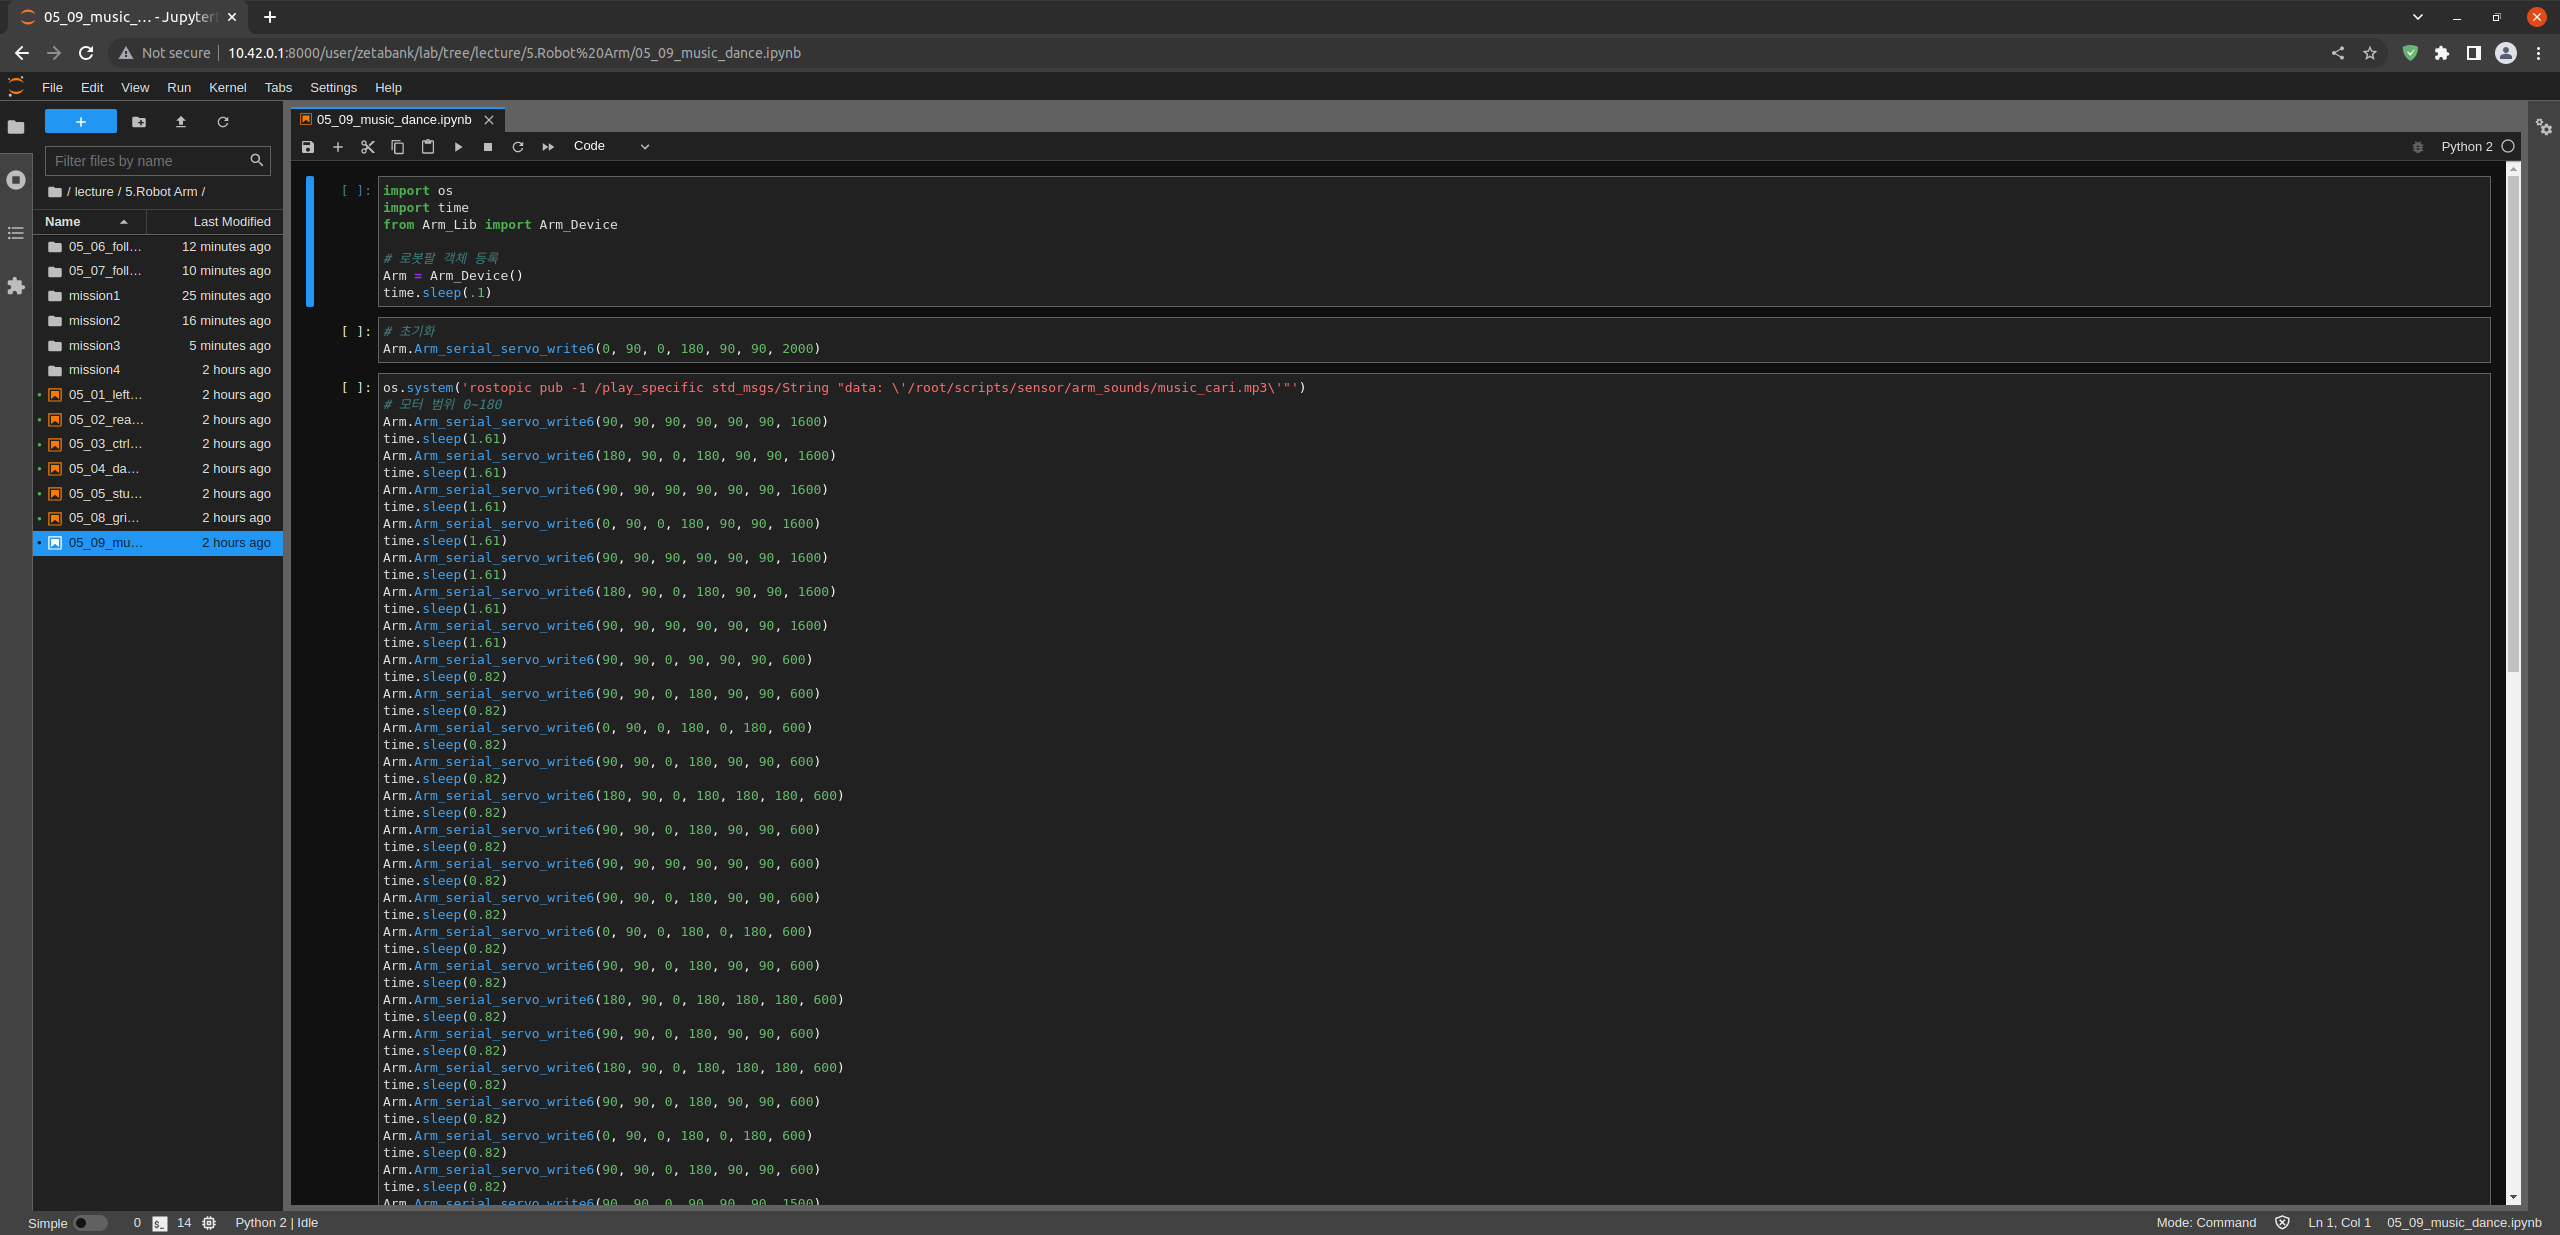 05_09_music_... - Jupyter
Not secure | 10.42.0.1:8000/user/zetabank/lab/tree/lecture/5.Robot%20Arm/05_09_music_dance.ipynb
File Edit View Run Kernel Tabs Settings Help
05_09_music_dance.ipynb
Filter files by name
Code
Python 2
/ lecture / 5.Robot Arm /
Name Last Modified
05_06_foll... 12 minutes ago
05_07_foll... 10 minutes ago
mission1 25 minutes ago
mission2 16 minutes ago
mission3 5 minutes ago
mission4 2 hours ago
05_01_left... 2 hours ago
05_02_rea... 2 hours ago
05_03_ctrl... 2 hours ago
05_04_da... 2 hours ago
05_05_stu... 2 hours ago
05_08_gri... 2 hours ago
05_09_mu... 2 hours ago
[ ]: import os
import time
from Arm_Lib import Arm_Device
# 로봇팔 객체 등록
Arm = Arm_Device()
time.sleep(.1)
[ ]: # 초기화
Arm.Arm_serial_servo_write6(0, 90, 0, 180, 90, 90, 2000)
[ ]: os.system('rostopic pub -1 /play_specific std_msgs/String "data: \'/root/scripts/sensor/arm_sounds/music_cari.mp3\'"')
# 모터 범위 0~180
Arm.Arm_serial_servo_write6(90, 90, 90, 90, 90, 90, 1600)
time.sleep(1.61)
Arm.Arm_serial_servo_write6(180, 90, 0, 180, 90, 90, 1600)
time.sleep(1.61)
Arm.Arm_serial_servo_write6(90, 90, 90, 90, 90, 90, 1600)
time.sleep(1.61)
Arm.Arm_serial_servo_write6(0, 90, 0, 180, 90, 90, 1600)
time.sleep(1.61)
Arm.Arm_serial_servo_write6(90, 90, 90, 90, 90, 90, 1600)
time.sleep(1.61)
Arm.Arm_serial_servo_write6(180, 90, 0, 180, 90, 90, 1600)
time.sleep(1.61)
Arm.Arm_serial_servo_write6(90, 90, 90, 90, 90, 90, 1600)
time.sleep(1.61)
Arm.Arm_serial_servo_write6(90, 90, 0, 90, 90, 90, 600)
time.sleep(0.82)
Arm.Arm_serial_servo_write6(90, 90, 0, 180, 90, 90, 600)
time.sleep(0.82)
Arm.Arm_serial_servo_write6(0, 90, 0, 180, 0, 180, 600)
time.sleep(0.82)
Arm.Arm_serial_servo_write6(90, 90, 0, 180, 90, 90, 600)
time.sleep(0.82)
Arm.Arm_serial_servo_write6(180, 90, 0, 180, 180, 180, 600)
time.sleep(0.82)
Arm.Arm_serial_servo_write6(90, 90, 0, 180, 90, 90, 600)
time.sleep(0.82)
Arm.Arm_serial_servo_write6(90, 90, 90, 90, 90, 90, 600)
time.sleep(0.82)
Arm.Arm_serial_servo_write6(90, 90, 0, 180, 90, 90, 600)
time.sleep(0.82)
Arm.Arm_serial_servo_write6(0, 90, 0, 180, 0, 180, 600)
time.sleep(0.82)
Arm.Arm_serial_servo_write6(90, 90, 0, 180, 90, 90, 600)
time.sleep(0.82)
Arm.Arm_serial_servo_write6(180, 90, 0, 180, 180, 180, 600)
time.sleep(0.82)
Arm.Arm_serial_servo_write6(90, 90, 0, 180, 90, 90, 600)
time.sleep(0.82)
Arm.Arm_serial_servo_write6(180, 90, 0, 180, 180, 180, 600)
time.sleep(0.82)
Arm.Arm_serial_servo_write6(90, 90, 0, 180, 90, 90, 600)
time.sleep(0.82)
Arm.Arm_serial_servo_write6(0, 90, 0, 180, 0, 180, 600)
time.sleep(0.82)
Arm.Arm_serial_servo_write6(90, 90, 0, 180, 90, 90, 600)
time.sleep(0.82)
Arm.Arm_serial_servo_write6(90, 90, 0, 90, 90, 90, 1500)
Simple 0 14 Python 2 | Idle Mode: Command Ln 1, Col 1 05_09_music_dance.ipynb